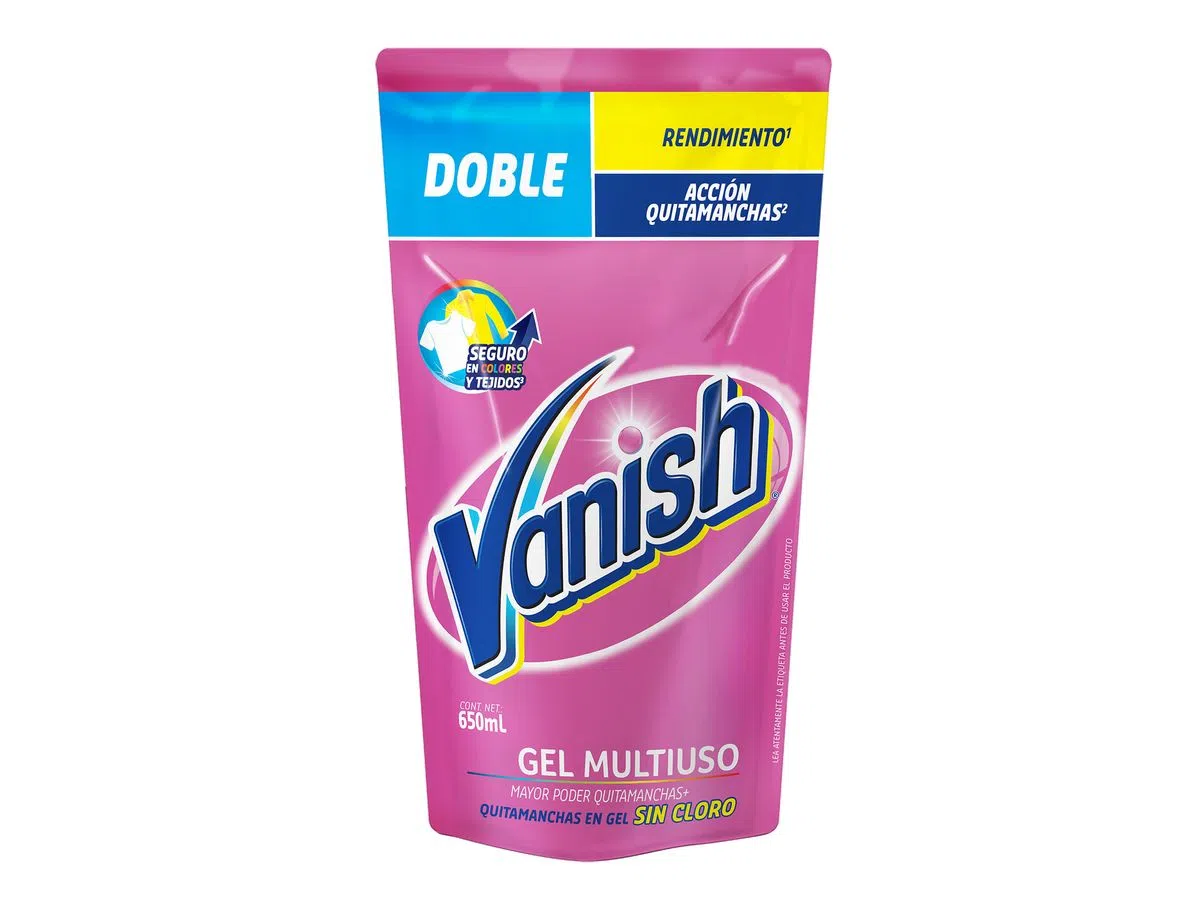 DOBLE
RENDIMIENTO¹
ACCIÓN
QUITAMANCHAS²
SEGURO
EN COLORES
Y TEJIDOS³
Vanish®
LEA ATENTAMENTE LA ETIQUETA ANTES DE USAR EL PRODUCTO
CONT. NET.:
650mL
GEL MULTIUSO
MAYOR PODER QUITAMANCHAS+
QUITAMANCHAS EN GEL SIN CLORO